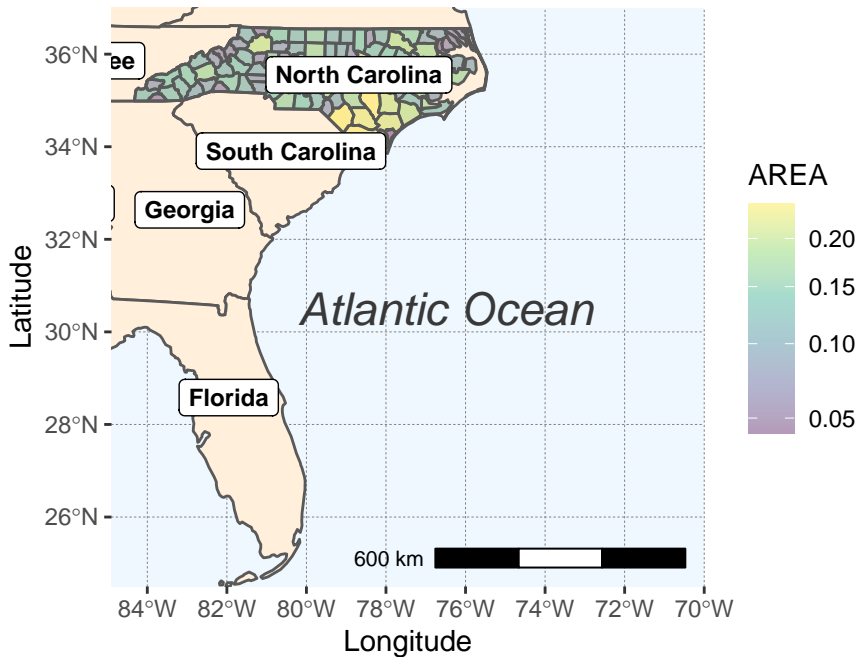 36°N
34°N
32°N
30°N
28°N
26°N
Latitude
ee
North Carolina
South Carolina
Georgia
Atlantic Ocean
Florida
600 km
84°W 82°W 80°W 78°W 76°W 74°W 72°W 70°W
Longitude
AREA
0.20
0.15
0.10
0.05